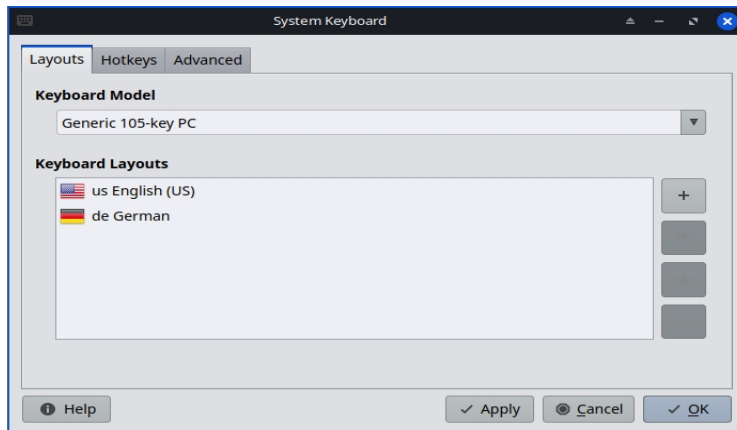 System Keyboard
Layouts Hotkeys Advanced
Keyboard Model
Generic 105-key PC
Keyboard Layouts
us English (US)
+
de German
Help Apply Cancel OK